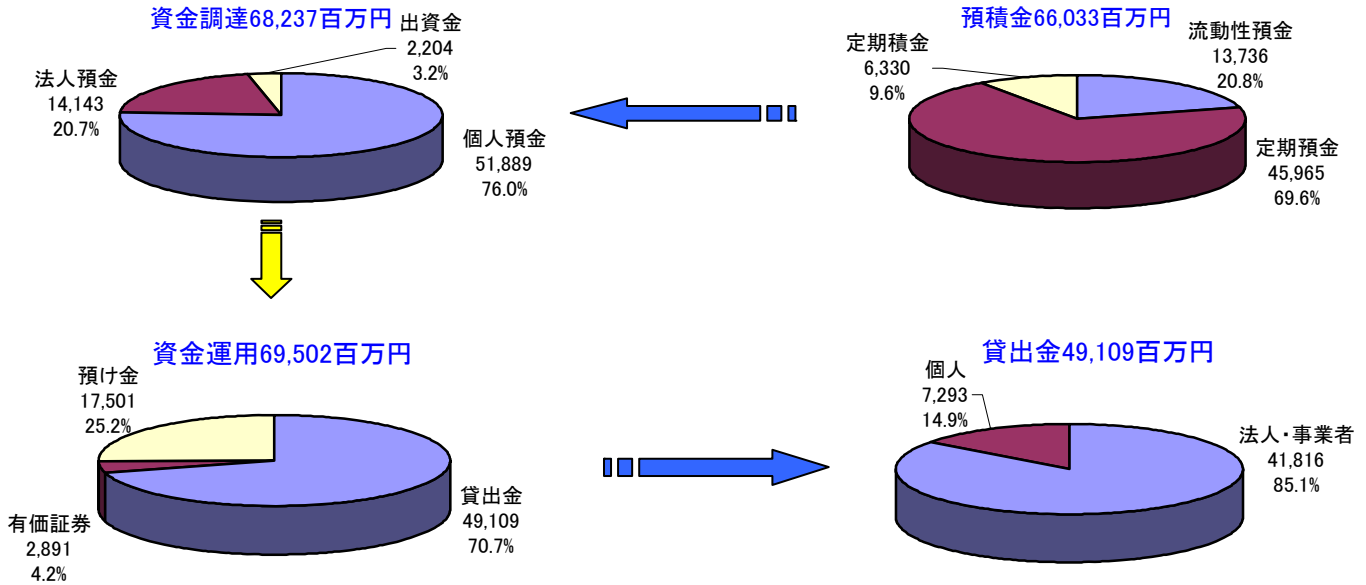 資金調達68,237百万円
出資金
2,204
3.2%
法人預金
14,143
20.7%
個人預金
51,889
76.0%
預積金66,033百万円
定期積金
6,330
9.6%
流動性預金
13,736
20.8%
定期預金
45,965
69.6%
資金運用69,502百万円
預け金
17,501
25.2%
有価証券
2,891
4.2%
貸出金
49,109
70.7%
貸出金49,109百万円
個人
7,293
14.9%
法人・事業者
41,816
85.1%